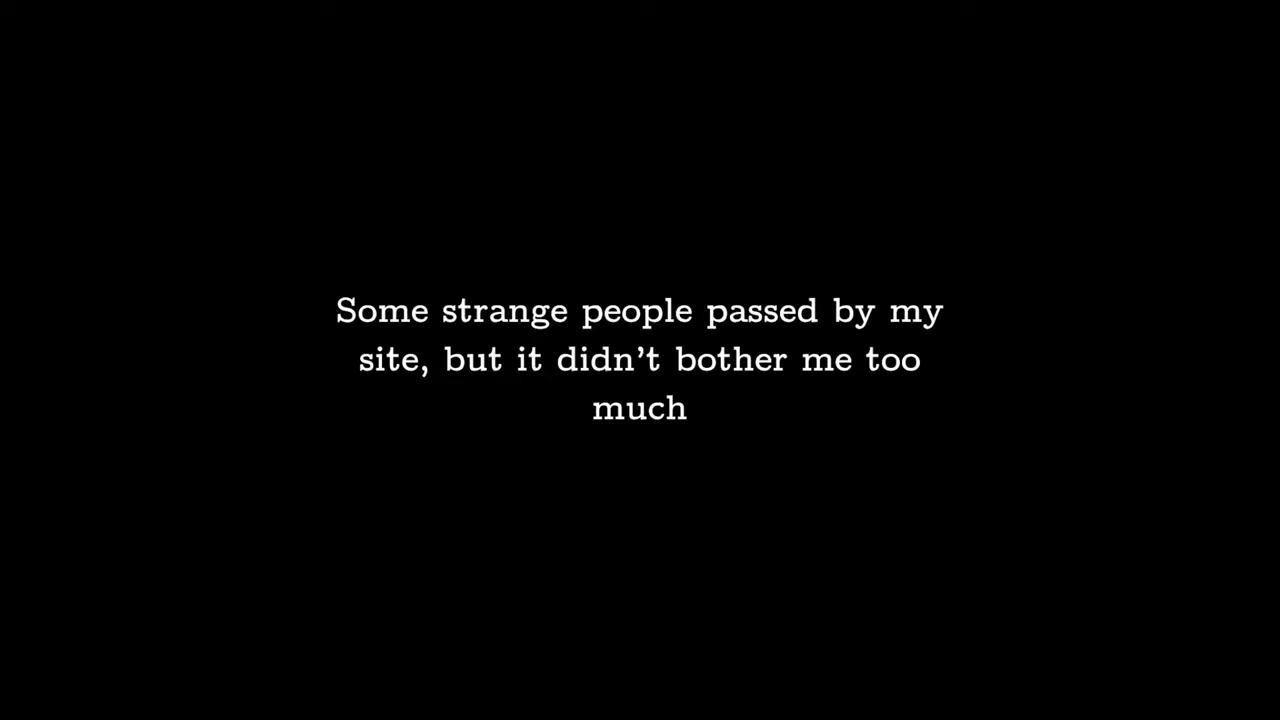 Some strange people passed by my
site, but it didn’t bother me too
much